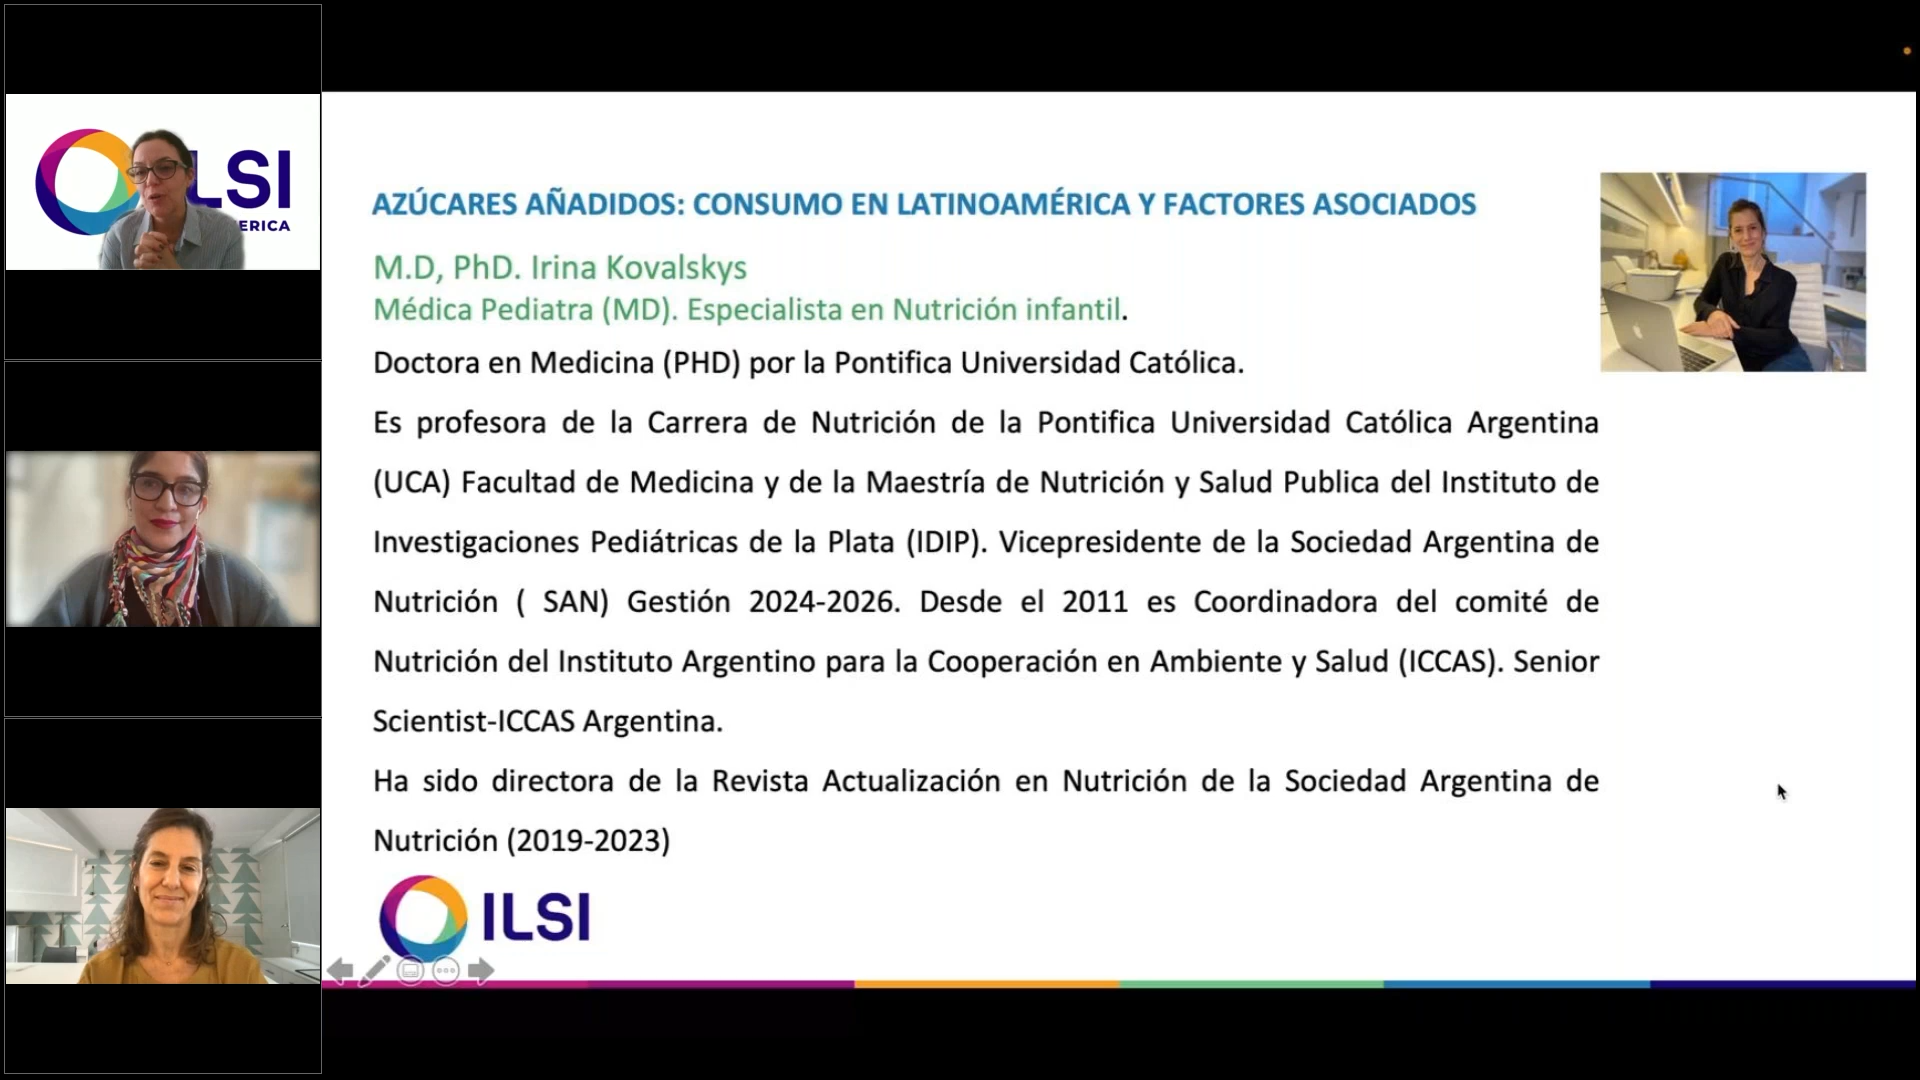 LSI
ERICA
AZÚCARES AÑADIDOS: CONSUMO EN LATINOAMÉRICA Y FACTORES ASOCIADOS
M.D, PhD. Irina Kovalskys
Médica Pediatra (MD). Especialista en Nutrición infantil.
Doctora en Medicina (PHD) por la Pontifica Universidad Católica.
Es profesora de la Carrera de Nutrición de la Pontifica Universidad Católica Argentina
(UCA) Facultad de Medicina y de la Maestría de Nutrición y Salud Publica del Instituto de
Investigaciones Pediátricas de la Plata (IDIP). Vicepresidente de la Sociedad Argentina de
Nutrición ( SAN) Gestión 2024-2026. Desde el 2011 es Coordinadora del comité de
Nutrición del Instituto Argentino para la Cooperación en Ambiente y Salud (ICCAS). Senior
Scientist-ICCAS Argentina.
Ha sido directora de la Revista Actualización en Nutrición de la Sociedad Argentina de
Nutrición (2019-2023)
ILSI